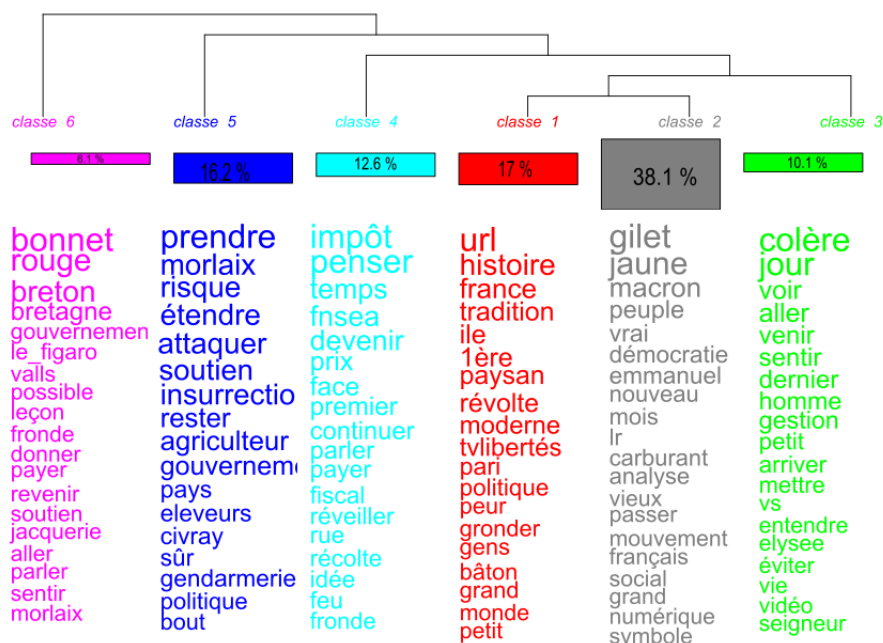 classe 6
classe 5
classe 4
classe 1
classe 2
classe 3
6.1 %
16.2 %
12.6 %
17 %
38.1 %
10.1 %
bonnet
rouge
breton
bretagne
gouvernemen
le_figaro
valls
possible
leçon
fronde
donner
payer
revenir
soutien
jacquerie
aller
parler
sentir
morlaix
prendre
morlaix
risque
étendre
attaquer
soutien
insurrectio
rester
agriculteur
gouverneme
pays
eleveurs
civray
sûr
gendarmerie
politique
bout
impôt
penser
temps
fnsea
devenir
prix
face
premier
continuer
parler
payer
fiscal
réveiller
rue
récolte
idée
feu
fronde
url
histoire
france
tradition
ile
1ère
paysan
révolte
moderne
tvlibertés
pari
politique
peur
gronder
gens
bâton
grand
monde
petit
gilet
jaune
macron
peuple
vrai
démocratie
emmanuel
nouveau
mois
lr
carburant
analyse
vieux
passer
mouvement
français
social
grand
numérique
symbole
colère
jour
voir
aller
venir
sentir
dernier
homme
gestion
petit
arriver
mettre
vs
entendre
elysee
éviter
vie
vidéo
seigneur